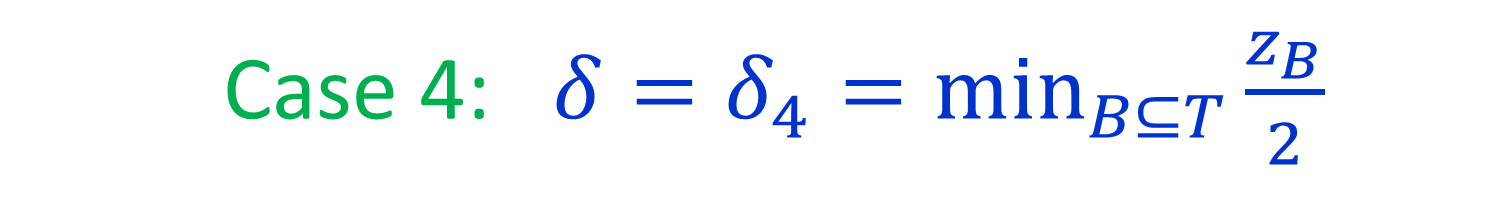 Case 4: 𝛿 = 𝛿₄ = min_{𝐵⊆𝑇} 𝑧_𝐵/2